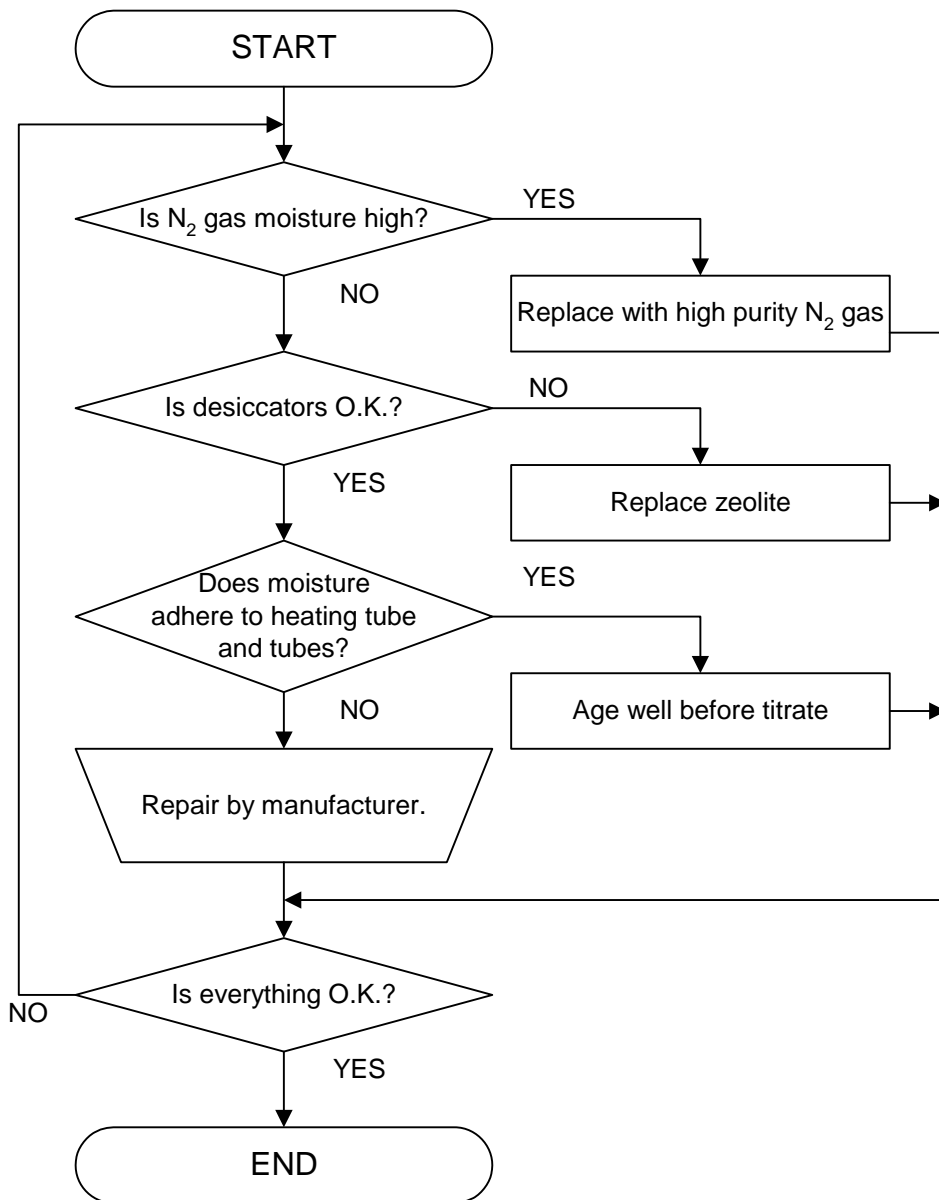 START
Is N₂ gas moisture high?
YES
NO
Replace with high purity N₂ gas
Is desiccators O.K.?
NO
YES
Replace zeolite
Does moisture
adhere to heating tube
and tubes?
YES
NO
Age well before titrate
Repair by manufacturer.
Is everything O.K.?
NO
YES
END